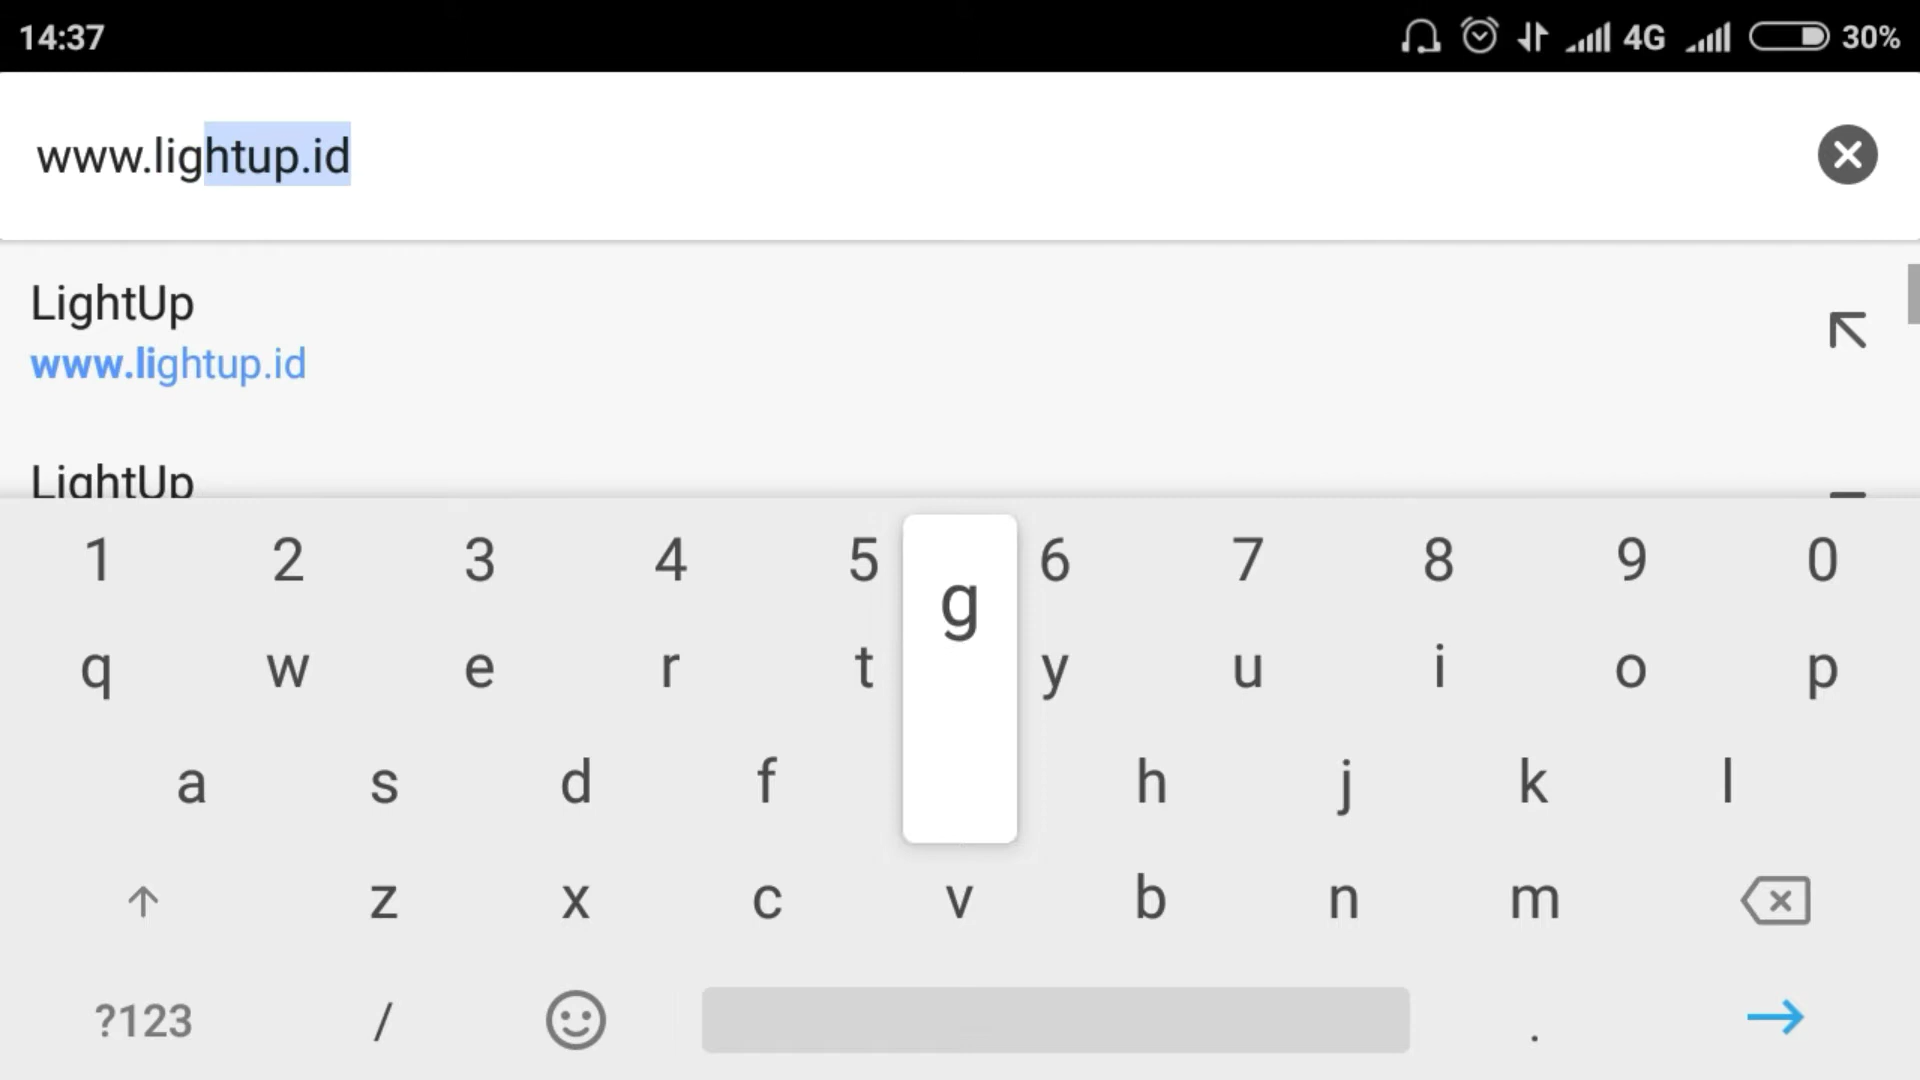 14:37 4G 30%
www.lightup.id
LightUp
www.lightup.id
LightUp
1 2 3 4 5 6 7 8 9 0
g
q w e r t y u i o p
a s d f h j k l
z x c v b n m
?123 / .